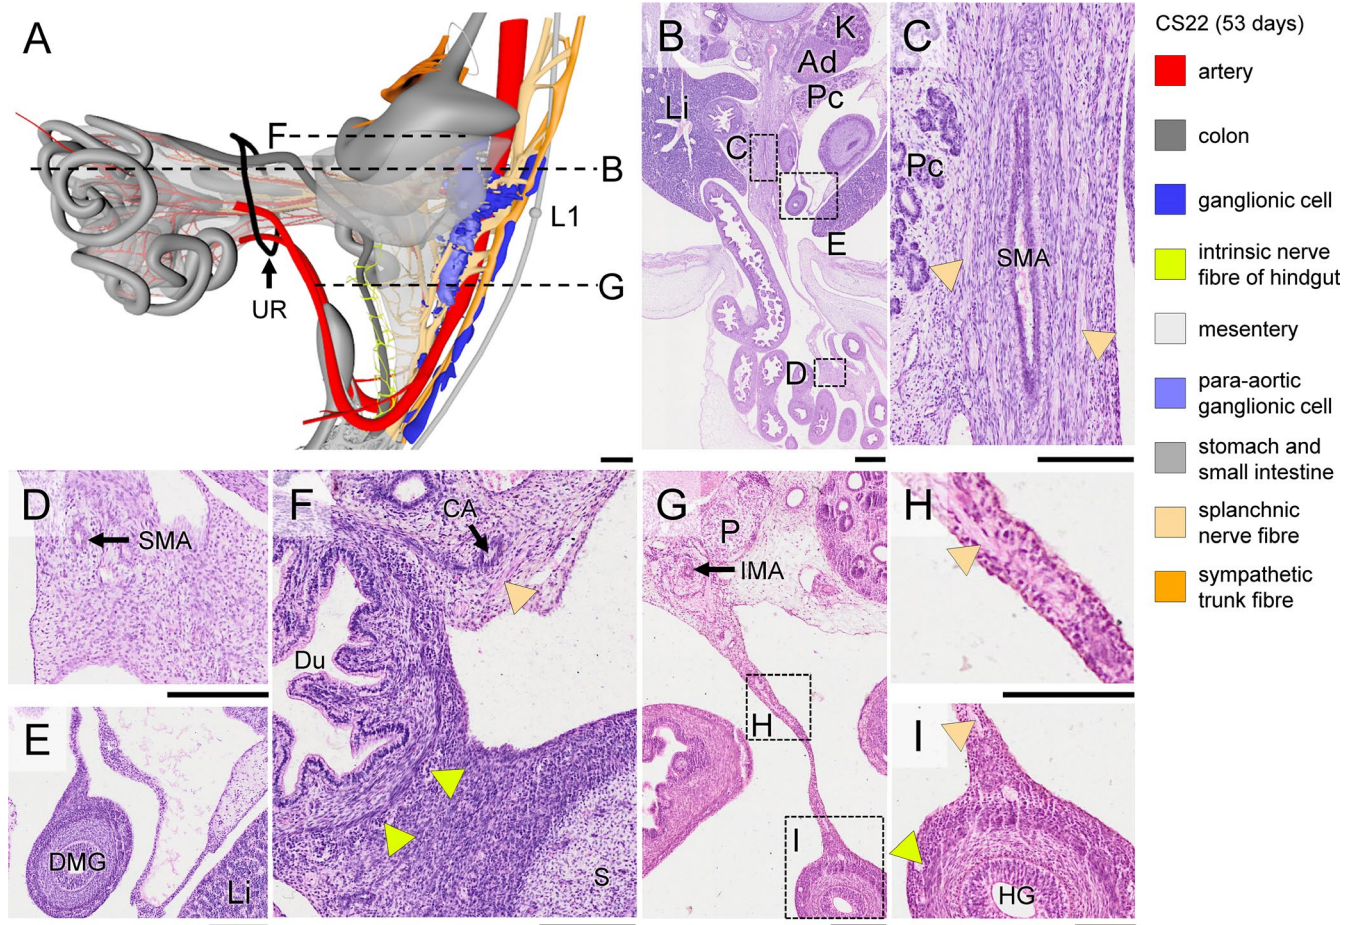 A
F
B
L1
G
UR
B
K
Ad
Pc
Li
C
E
D
C
Pc
SMA
CS22 (53 days)
artery
colon
ganglionic cell
intrinsic nerve
fibre of hindgut
mesentery
para-aortic
ganglionic cell
stomach and
small intestine
splanchnic
nerve fibre
sympathetic
trunk fibre
D
SMA
E
DMG
Li
F
CA
Du
S
G
P
IMA
H
I
H
I
HG